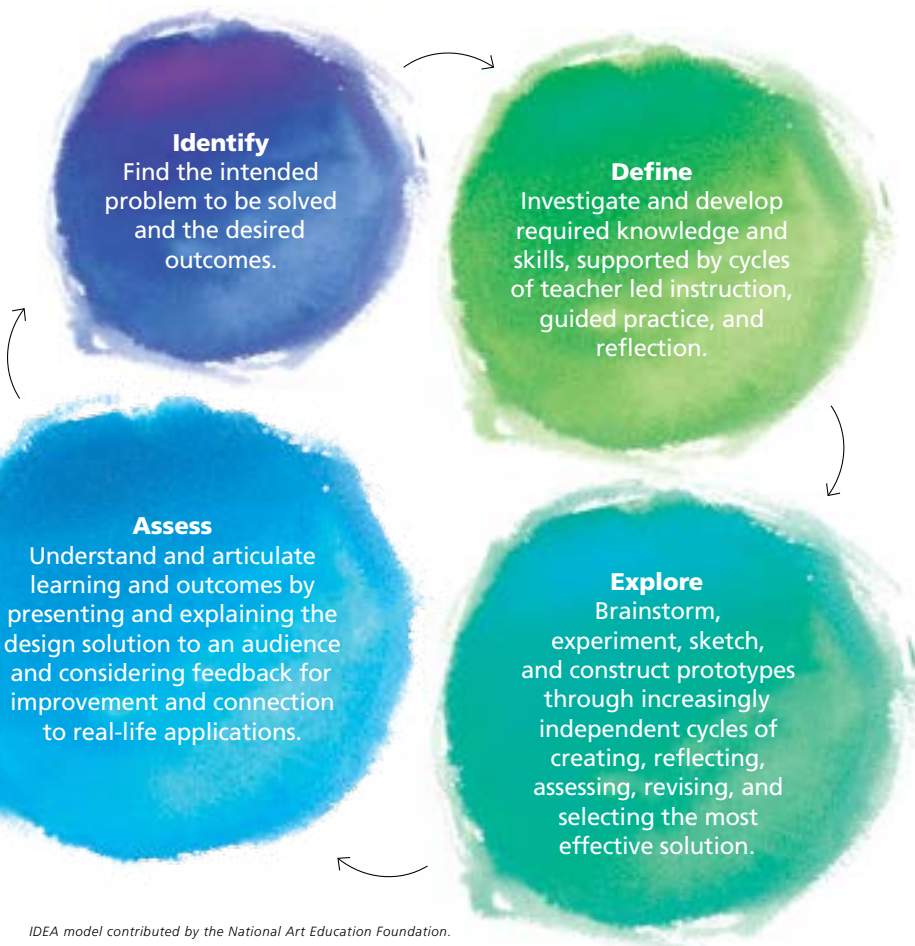 Identify
Find the intended
problem to be solved
and the desired
outcomes.
Define
Investigate and develop
required knowledge and
skills, supported by cycles
of teacher led instruction,
guided practice, and
reflection.
Explore
Brainstorm,
experiment, sketch,
and construct prototypes
through increasingly
independent cycles of
creating, reflecting,
assessing, revising, and
selecting the most
effective solution.
Assess
Understand and articulate
learning and outcomes by
presenting and explaining the
design solution to an audience
and considering feedback for
improvement and connection
to real-life applications.
IDEA model contributed by the National Art Education Foundation.